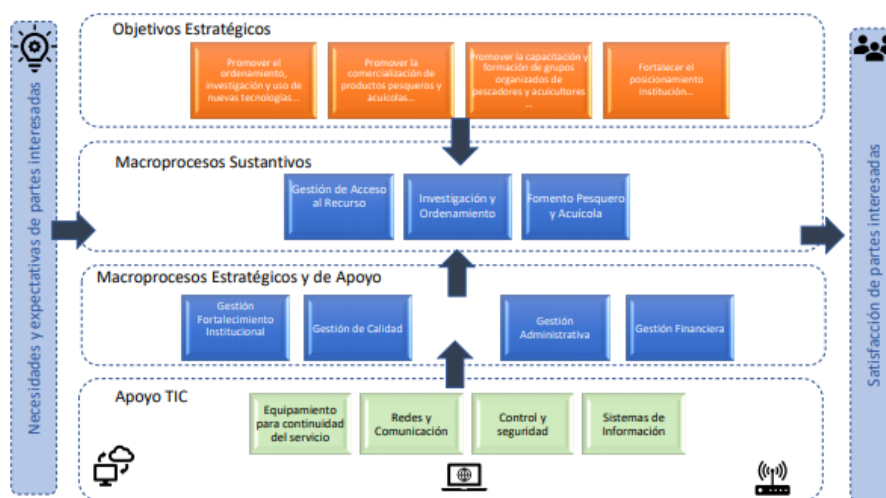 Necesidades y expectativas de partes interesadas
Objetivos Estratégicos
Promover el
ordenamiento,
investigación y uso de
nuevas tecnologías...
Promover la
comercialización de
productos pesqueros y
acuícolas...
Promover la capacitación y
formación de grupos
organizados de
pescadores y acuicultores
...
Fortalecer el
posicionamiento
Institución...
Macroprocesos Sustantivos
Gestión de Acceso
al Recurso
Investigación y
Ordenamiento
Fomento Pesquero
y Acuícola
Macroprocesos Estratégicos y de Apoyo
Gestión
Fortalecimiento
Institucional
Gestión de Calidad
Gestión
Administrativa
Gestión Financiera
Apoyo TIC
Equipamiento
para continuidad
del servicio
Redes y
Comunicación
Control y
seguridad
Sistemas de
Información
Satisfacción de partes interesadas